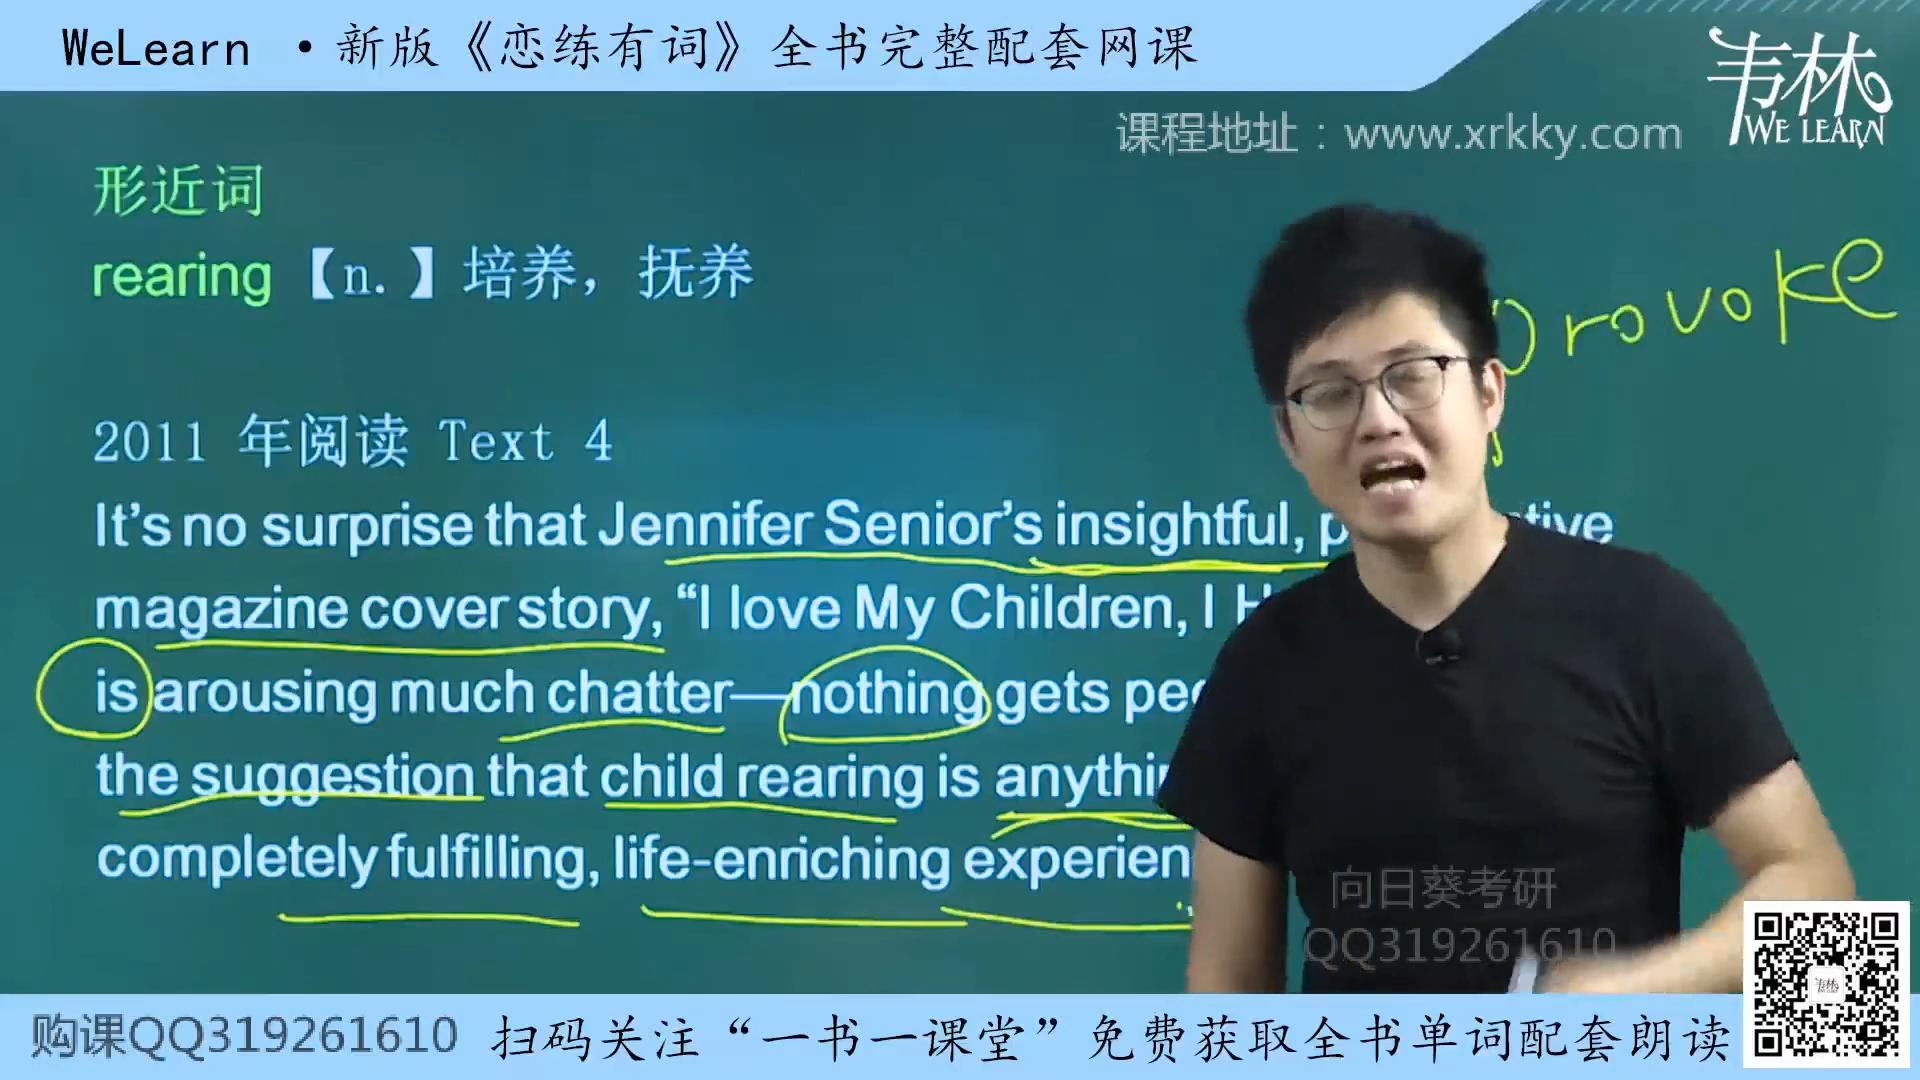 WeLearn ·新版《恋练有词》全书完整配套网课
韦林
WE LEARN
课程地址：www.xrkky.com
形近词
rearing【n.】培养，抚养
provoke
2011 年阅读 Text 4
It's no surprise that Jennifer Senior's insightful,
magazine cover story, “I love My Children, I
is arousing much chatter—nothing gets
the suggestion that child rearing is
completely fulfilling, life-enriching
向日葵考研
QQ319261610
购课QQ319261610 扫码关注“一书一课堂”免费获取全书单词配套朗读